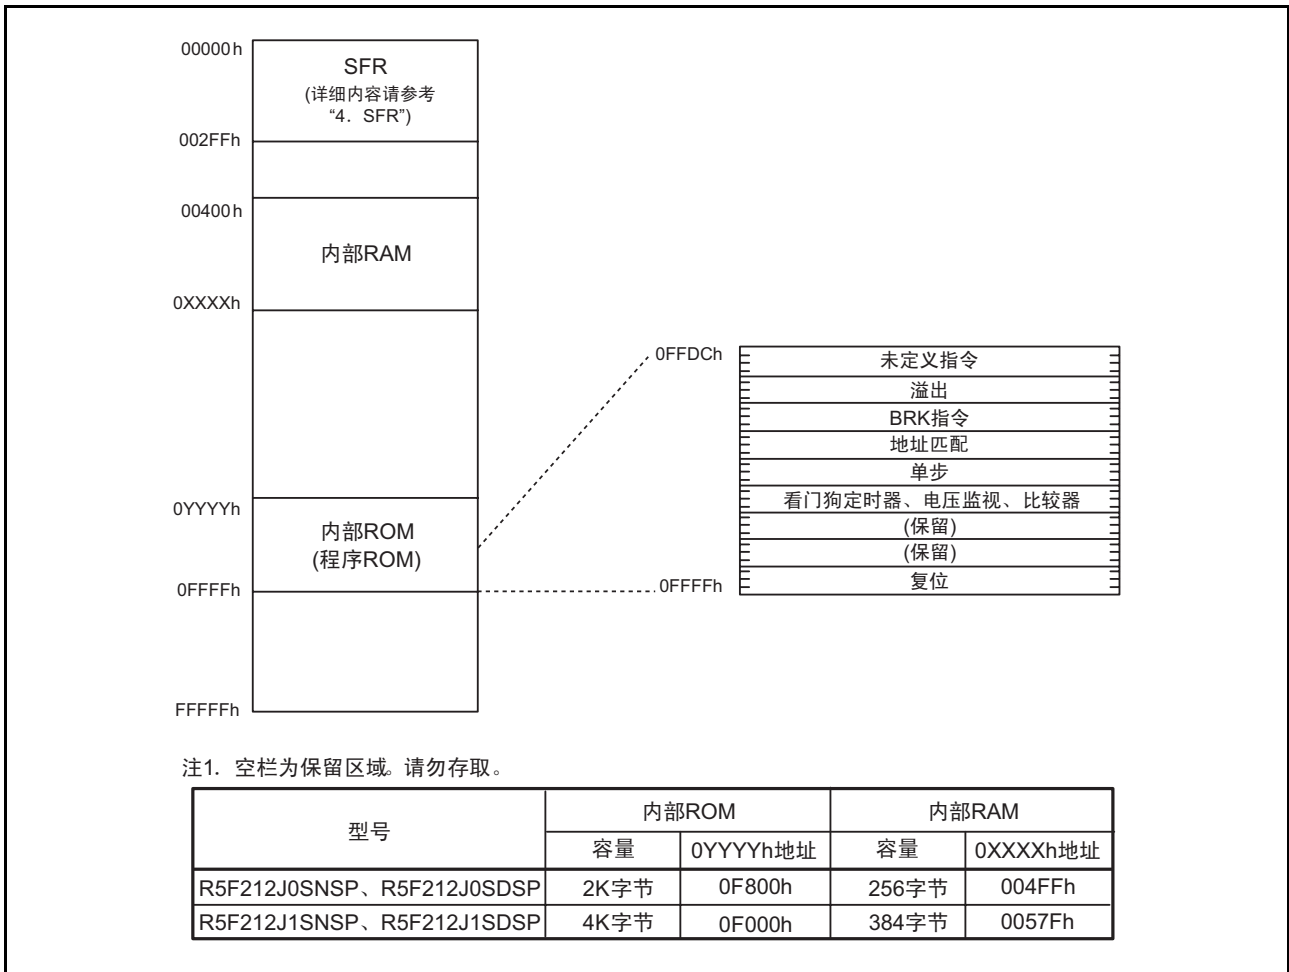 00000h
SFR
(详细内容请参考
“4. SFR”)
002FFh
00400h
内部RAM
0XXXXh
0FFDCh
未定义指令
溢出
BRK指令
地址匹配
单步
看门狗定时器、电压监视、比较器
(保留)
(保留)
复位
0FFFFh
0YYYYh
内部ROM
(程序ROM)
0FFFFh
FFFFFh
注1. 空栏为保留区域。请勿存取。
型号 内部ROM 内部RAM
容量 0YYYYh地址 容量 0XXXXh地址
R5F212J0SNSP、R5F212J0SDSP 2K字节 0F800h 256字节 004FFh
R5F212J1SNSP、R5F212J1SDSP 4K字节 0F000h 384字节 0057Fh